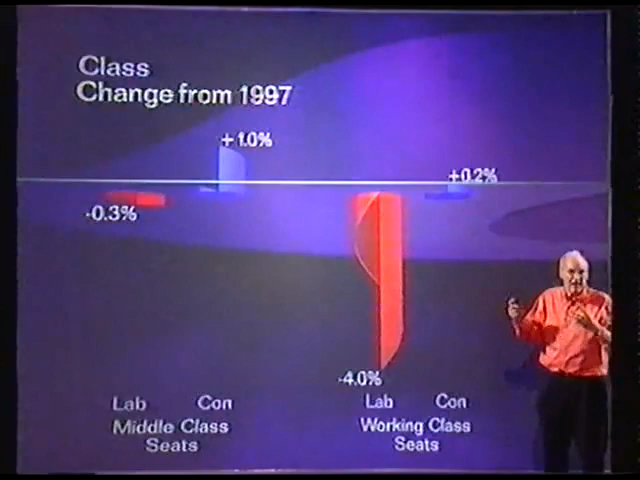 Class
Change from 1997
+1.0%
+0.2%
-0.3%
-4.0%
Lab Con
Lab Con
Middle Class
Seats
Working Class
Seats